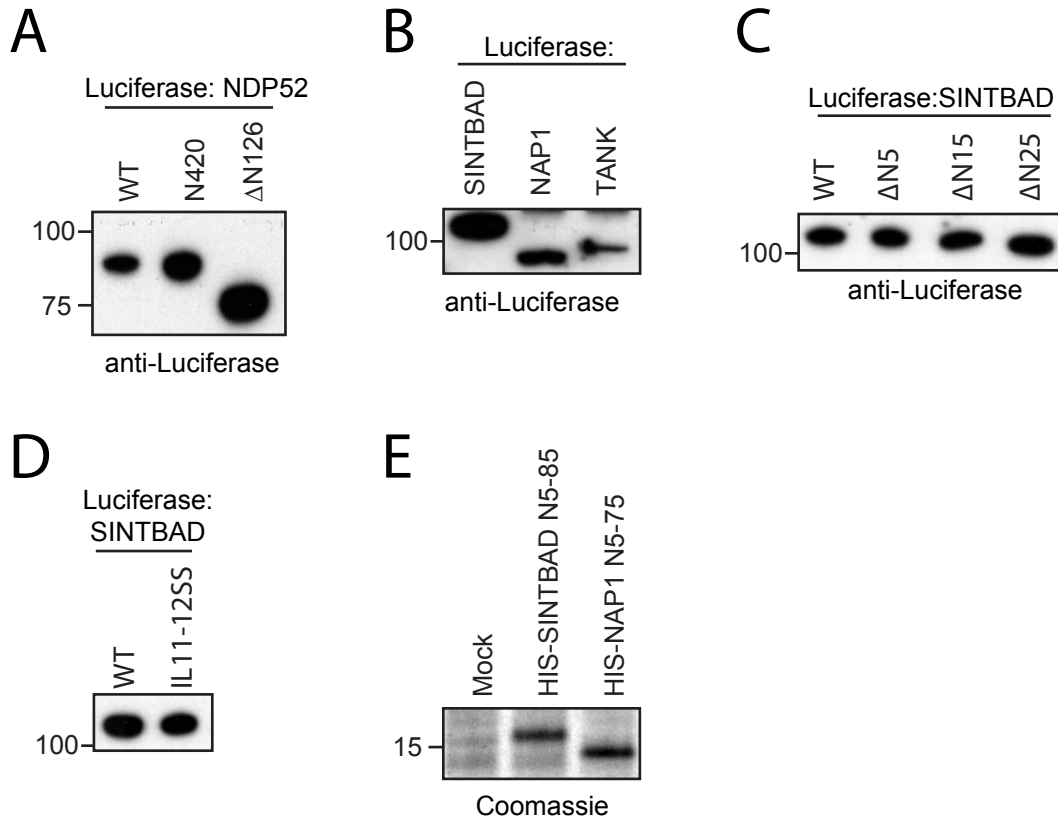 A
Luciferase: NDP52
WT
N420
ΔN126
100
75
anti-Luciferase
B
Luciferase:
SINTBAD
NAP1
TANK
100
anti-Luciferase
C
Luciferase:SINTBAD
WT
ΔN5
ΔN15
ΔN25
100
anti-Luciferase
D
Luciferase:
SINTBAD
WT
IL11-12SS
100
E
Mock
HIS-SINTBAD N5-85
HIS-NAP1 N5-75
15
Coomassie